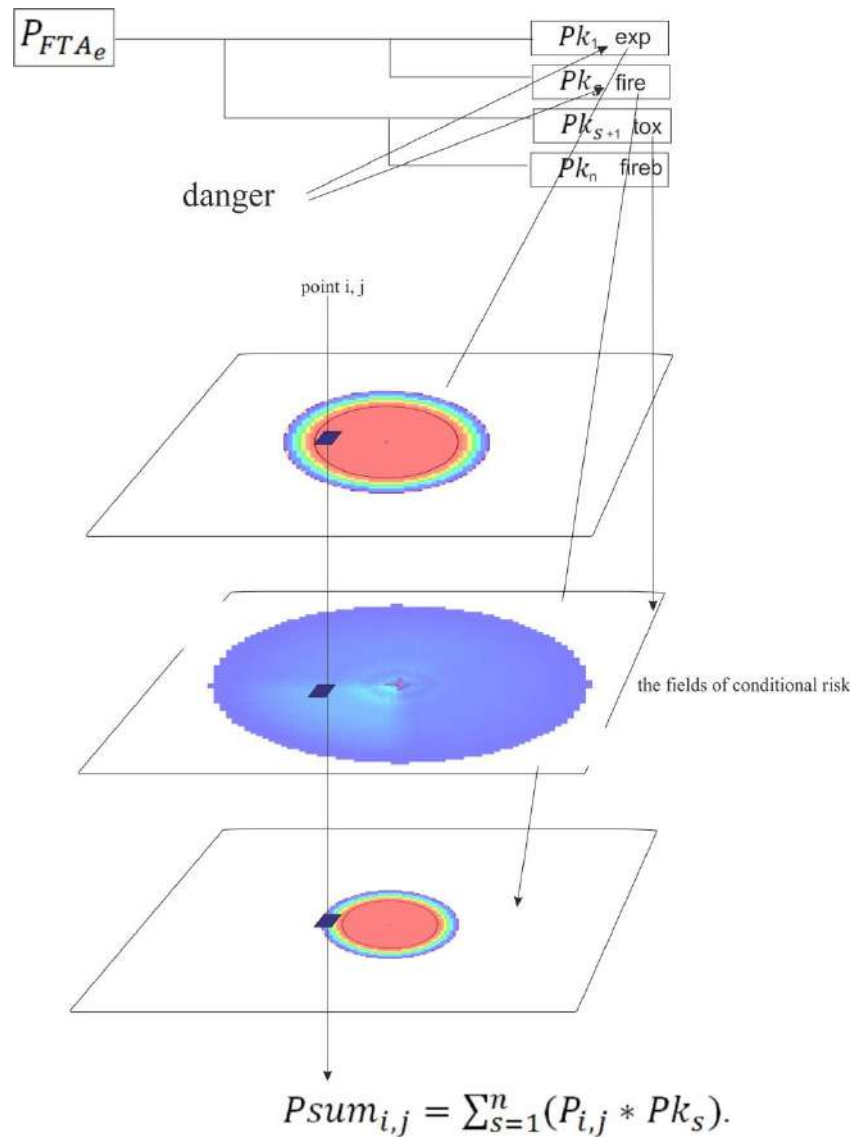 P_{FTA_e}
Pk_1 exp
Pk_s fire
Pk_{s+1} tox
Pk_n fireb
danger
point i, j
the fields of conditional risk
Psum_{i,j} = ∑_{s=1}^{n}(P_{i,j} * Pk_s).